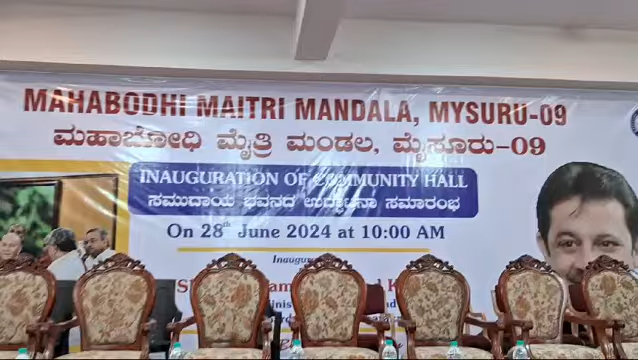 MAHABODHI MAITRI MANDALA, MYSURU-09
ಮಹಾಬೋಧಿ ಮೈತ್ರಿ ಮಂಡಲ, ಮೈಸೂರು-09
INAUGURATION OF COMMUNITY HALL
ಸಮುದಾಯ ಭವನದ ಉದ್ಘಾಟನಾ ಸಮಾರಂಭ
On 28th June 2024 at 10:00 AM